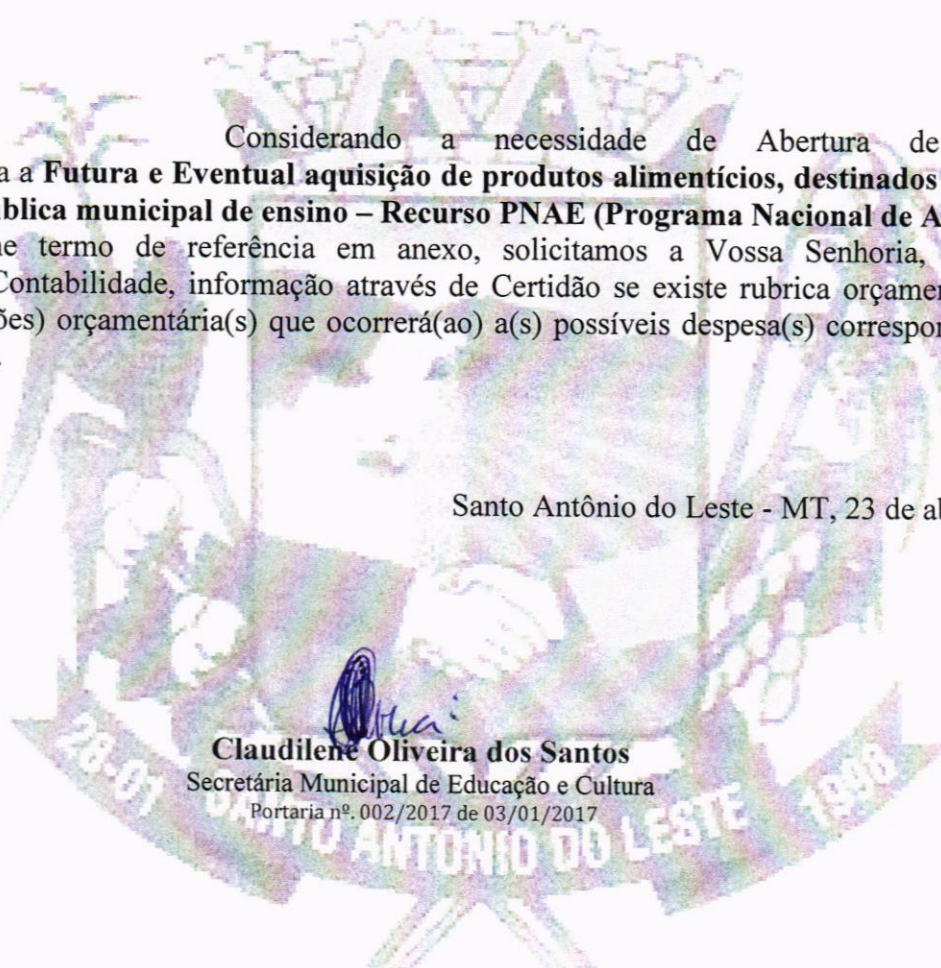 Considerando a necessidade de Abertura de
a a Futura e Eventual aquisição de produtos alimentícios, destinados
blica municipal de ensino – Recurso PNAE (Programa Nacional de A
e termo de referência em anexo, solicitamos a Vossa Senhoria,
Contabilidade, informação através de Certidão se existe rubrica orçamen
ões) orçamentária(s) que ocorrerá(ao) a(s) possíveis despesa(s) correspon
Santo Antônio do Leste - MT, 23 de ab
Claudilene Oliveira dos Santos
Secretária Municipal de Educação e Cultura
Portaria nº. 002/2017 de 03/01/2017
28-01 SANTO ANTONIO DO LESTE 1998